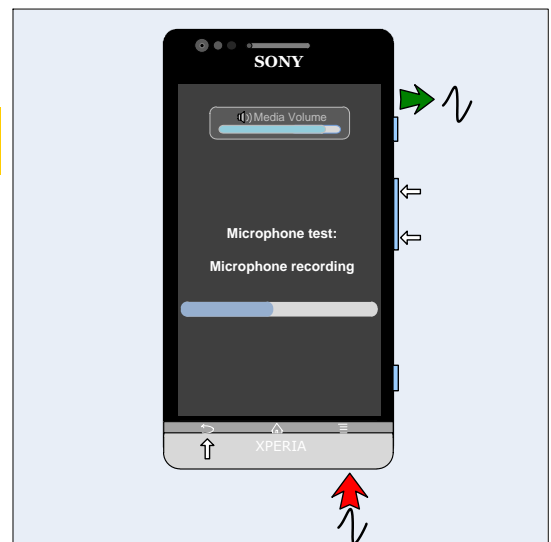 SONY
Media Volume
Microphone test:
Microphone recording
XPERIA